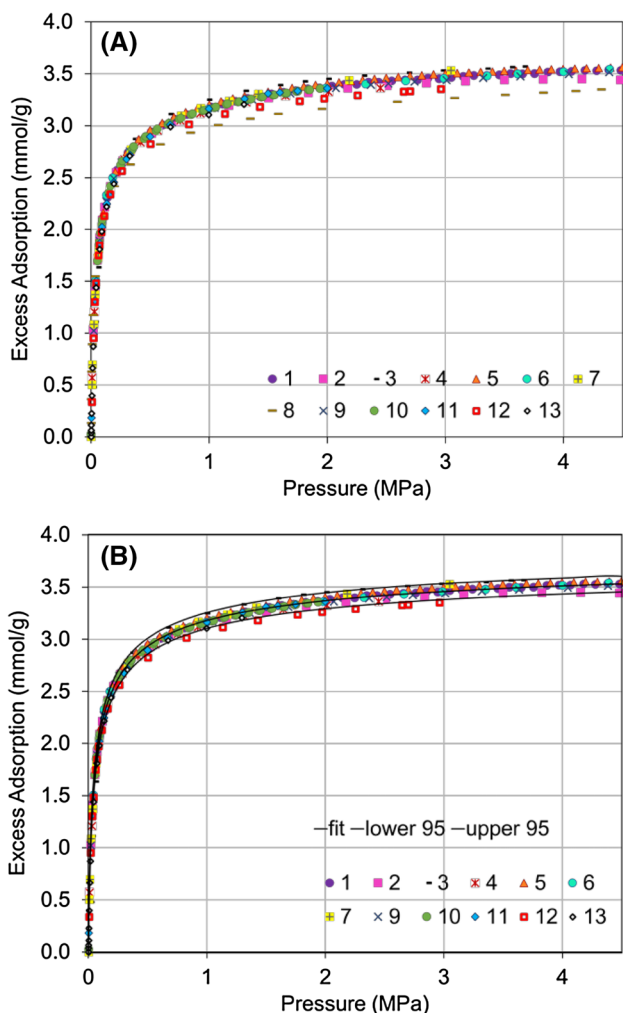 (A)
Excess Adsorption (mmol/g)
4.0
3.5
3.0
2.5
2.0
1.5
1.0
0.5
0.0
1 2 3 4 5 6 7
8 9 10 11 12 13
0 1 2 3 4
Pressure (MPa)
(B)
Excess Adsorption (mmol/g)
4.0
3.5
3.0
2.5
2.0
1.5
1.0
0.5
0.0
fit lower 95 upper 95
1 2 3 4 5 6
7 9 10 11 12 13
0 1 2 3 4
Pressure (MPa)